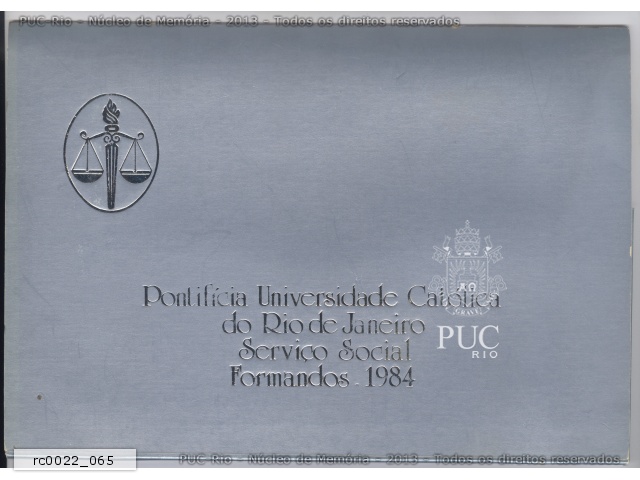 PUC-Rio - Núcleo de Memória - 2013 - Todos os direitos reservados
Pontifícia Universidade Católica
do Rio de Janeiro
Serviço Social
Formandos - 1984
PUC
RIO
rc0022_065
PUC-Rio - Núcleo de Memória - 2013 - Todos os direitos reservados